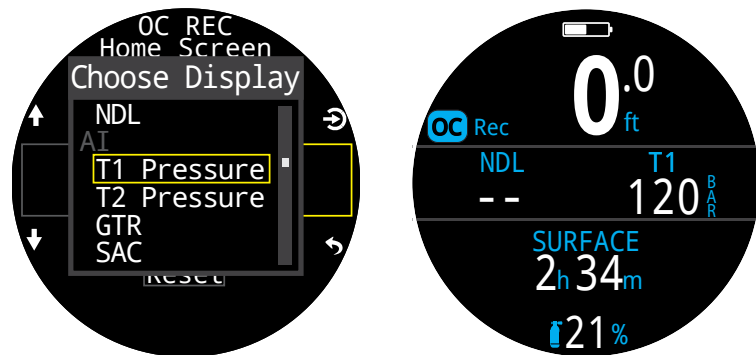 OC REC
Home Screen
Choose Display
NDL
AI
T1 Pressure
T2 Pressure
GTR
SAC
Reset
0.0
ft
OC Rec
NDL T1
-- 120 BAR
SURFACE
2h 34m
21%